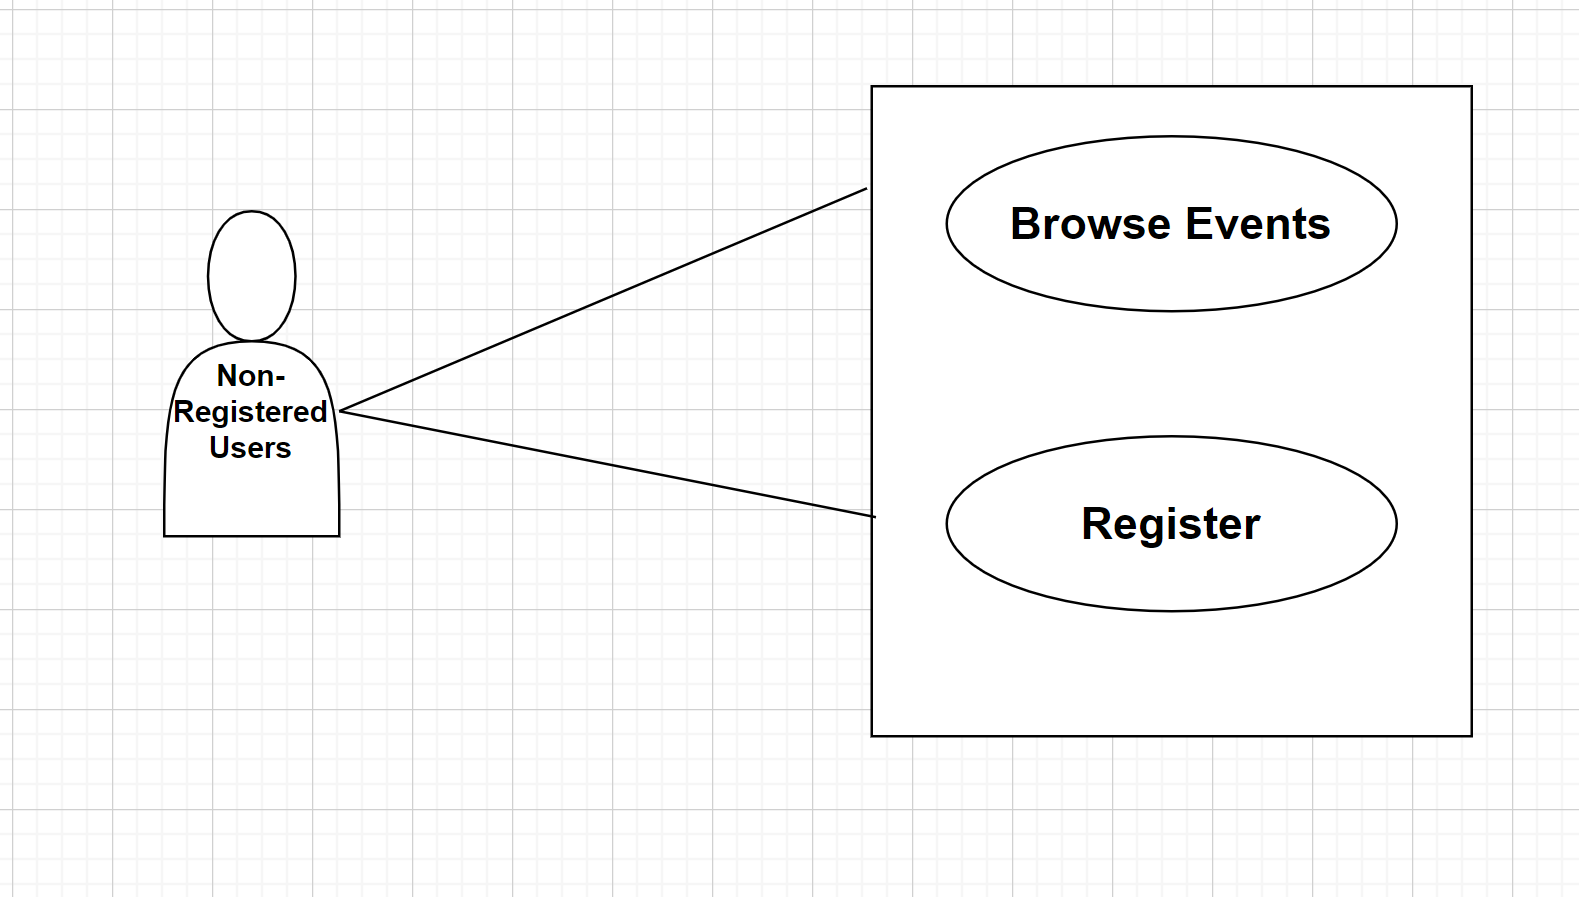 Browse Events
Non-
Registered
Users
Register